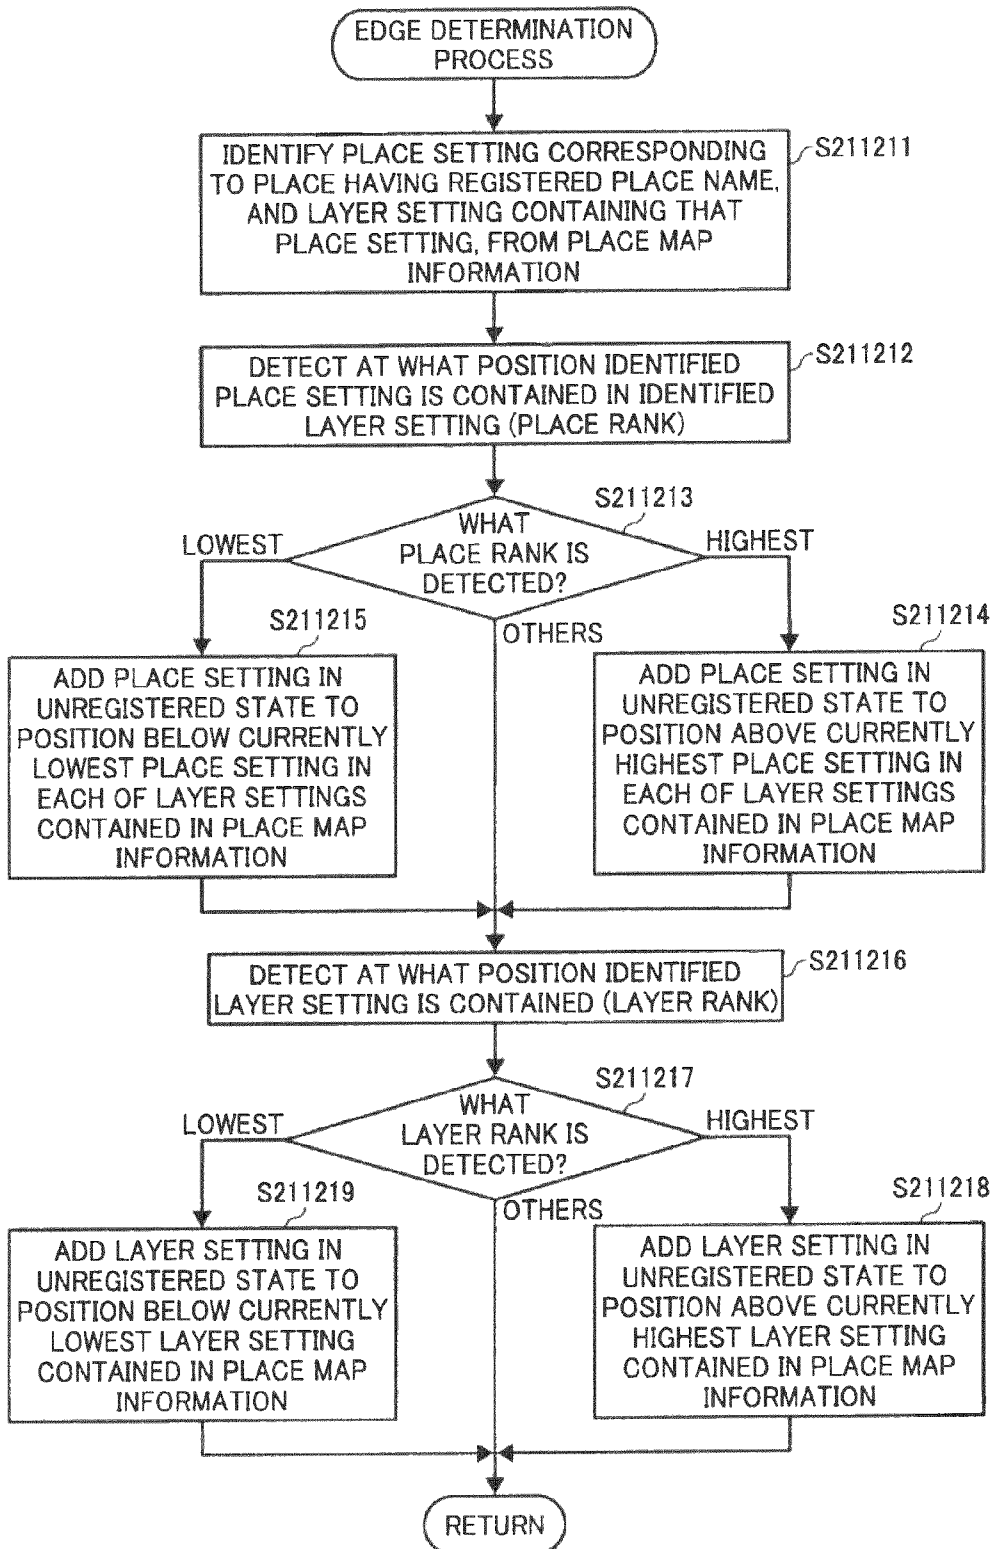 EDGE DETERMINATION
PROCESS
S211211
IDENTIFY PLACE SETTING CORRESPONDING
TO PLACE HAVING REGISTERED PLACE NAME,
AND LAYER SETTING CONTAINING THAT
PLACE SETTING, FROM PLACE MAP
INFORMATION
S211212
DETECT AT WHAT POSITION IDENTIFIED
PLACE SETTING IS CONTAINED IN IDENTIFIED
LAYER SETTING (PLACE RANK)
S211213
WHAT
PLACE RANK IS
DETECTED?
LOWEST
HIGHEST
OTHERS
S211215
ADD PLACE SETTING IN
UNREGISTERED STATE TO
POSITION BELOW CURRENTLY
LOWEST PLACE SETTING IN
EACH OF LAYER SETTINGS
CONTAINED IN PLACE MAP
INFORMATION
S211214
ADD PLACE SETTING IN
UNREGISTERED STATE TO
POSITION ABOVE CURRENTLY
HIGHEST PLACE SETTING IN
EACH OF LAYER SETTINGS
CONTAINED IN PLACE MAP
INFORMATION
S211216
DETECT AT WHAT POSITION IDENTIFIED
LAYER SETTING IS CONTAINED (LAYER RANK)
S211217
WHAT
LAYER RANK IS
DETECTED?
LOWEST
HIGHEST
OTHERS
S211219
ADD LAYER SETTING IN
UNREGISTERED STATE TO
POSITION BELOW CURRENTLY
LOWEST LAYER SETTING
CONTAINED IN PLACE MAP
INFORMATION
S211218
ADD LAYER SETTING IN
UNREGISTERED STATE TO
POSITION ABOVE CURRENTLY
HIGHEST LAYER SETTING
CONTAINED IN PLACE MAP
INFORMATION
RETURN